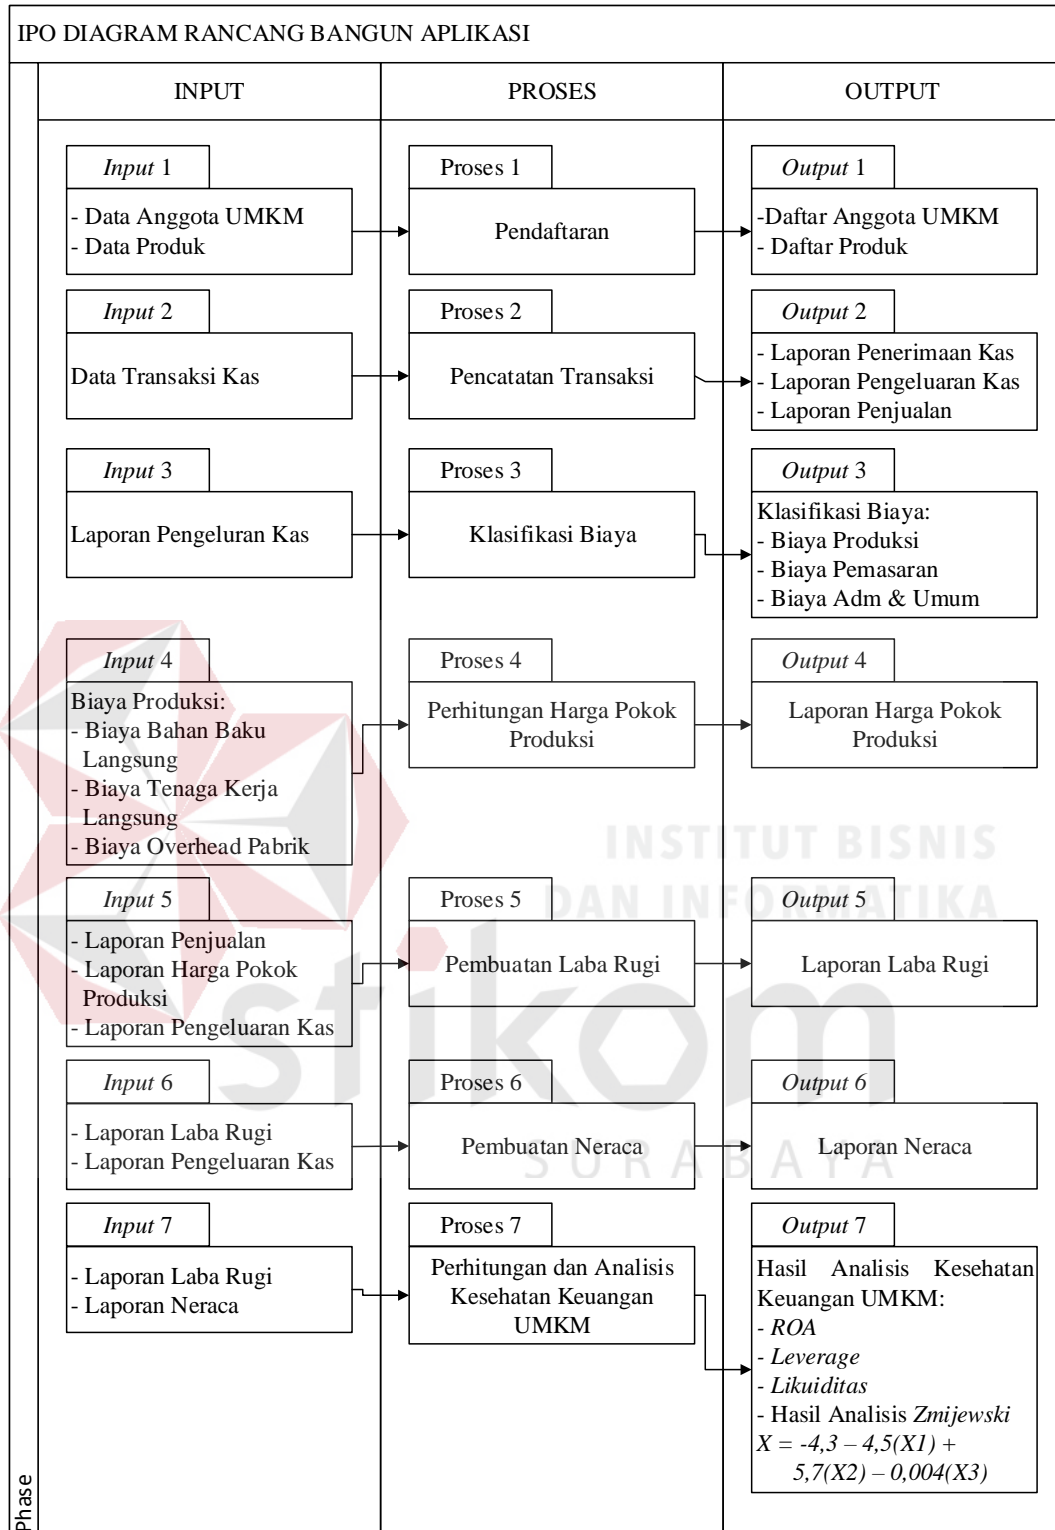 IPO DIAGRAM RANCANG BANGUN APLIKASI
INPUT
PROSES
OUTPUT
Input 1
- Data Anggota UMKM
- Data Produk
Proses 1
Pendaftaran
Output 1
-Daftar Anggota UMKM
- Daftar Produk
Input 2
Data Transaksi Kas
Proses 2
Pencatatan Transaksi
Output 2
- Laporan Penerimaan Kas
- Laporan Pengeluaran Kas
- Laporan Penjualan
Input 3
Laporan Pengeluran Kas
Proses 3
Klasifikasi Biaya
Output 3
Klasifikasi Biaya:
- Biaya Produksi
- Biaya Pemasaran
- Biaya Adm & Umum
Input 4
Biaya Produksi:
- Biaya Bahan Baku
Langsung
- Biaya Tenaga Kerja
Langsung
- Biaya Overhead Pabrik
Proses 4
Perhitungan Harga Pokok
Produksi
Output 4
Laporan Harga Pokok
Produksi
Input 5
- Laporan Penjualan
- Laporan Harga Pokok
Produksi
- Laporan Pengeluaran Kas
Proses 5
Pembuatan Laba Rugi
Output 5
Laporan Laba Rugi
Input 6
- Laporan Laba Rugi
- Laporan Pengeluaran Kas
Proses 6
Pembuatan Neraca
Output 6
Laporan Neraca
Input 7
- Laporan Laba Rugi
- Laporan Neraca
Proses 7
Perhitungan dan Analisis
Kesehatan Keuangan
UMKM
Output 7
Hasil Analisis Kesehatan
Keuangan UMKM:
- ROA
- Leverage
- Likuiditas
- Hasil Analisis Zmijewski
X = -4,3 – 4,5(X1) +
5,7(X2) – 0,004(X3)
Phase
INSTITUT BISNIS
DAN INFORMATIKA
stikom
SURABAYA